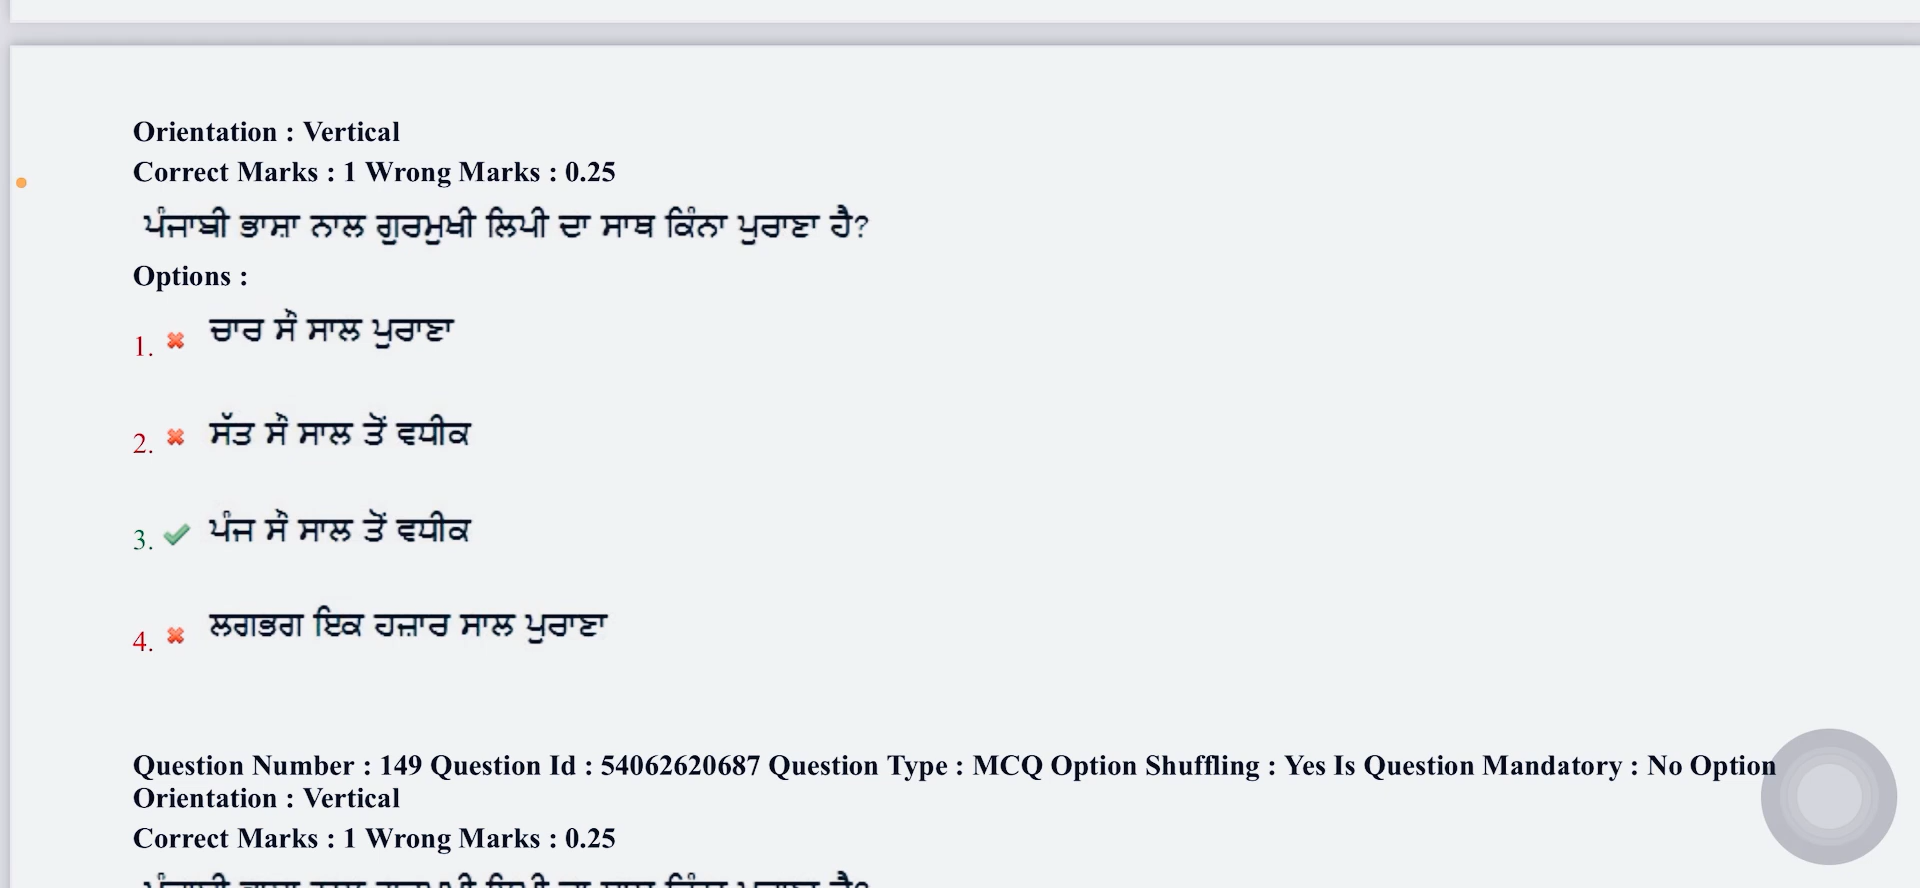 Orientation : Vertical
Correct Marks : 1 Wrong Marks : 0.25
ਪੰਜਾਬੀ ਭਾਸ਼ਾ ਨਾਲ ਗੁਰਮੁਖੀ ਲਿਪੀ ਦਾ ਸਾਥ ਕਿੰਨਾ ਪੁਰਾਣਾ ਹੈ?
Options :
1. ਚਾਰ ਸੌ ਸਾਲ ਪੁਰਾਣਾ
2. ਸੱਤ ਸੌ ਸਾਲ ਤੋਂ ਵਧੀਕ
3. ਪੰਜ ਸੌ ਸਾਲ ਤੋਂ ਵਧੀਕ
4. ਲਗਭਗ ਇਕ ਹਜ਼ਾਰ ਸਾਲ ਪੁਰਾਣਾ
Question Number : 149 Question Id : 54062620687 Question Type : MCQ Option Shuffling : Yes Is Question Mandatory : No Option
Orientation : Vertical
Correct Marks : 1 Wrong Marks : 0.25